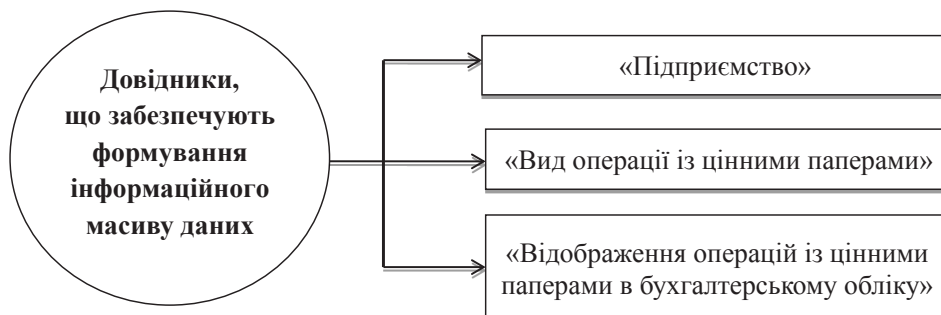 Довідники,
що забезпечують
формування
інформаційного
масиву даних
«Підприємство»
«Вид операції із цінними паперами»
«Відображення операцій із цінними
паперами в бухгалтерському обліку»